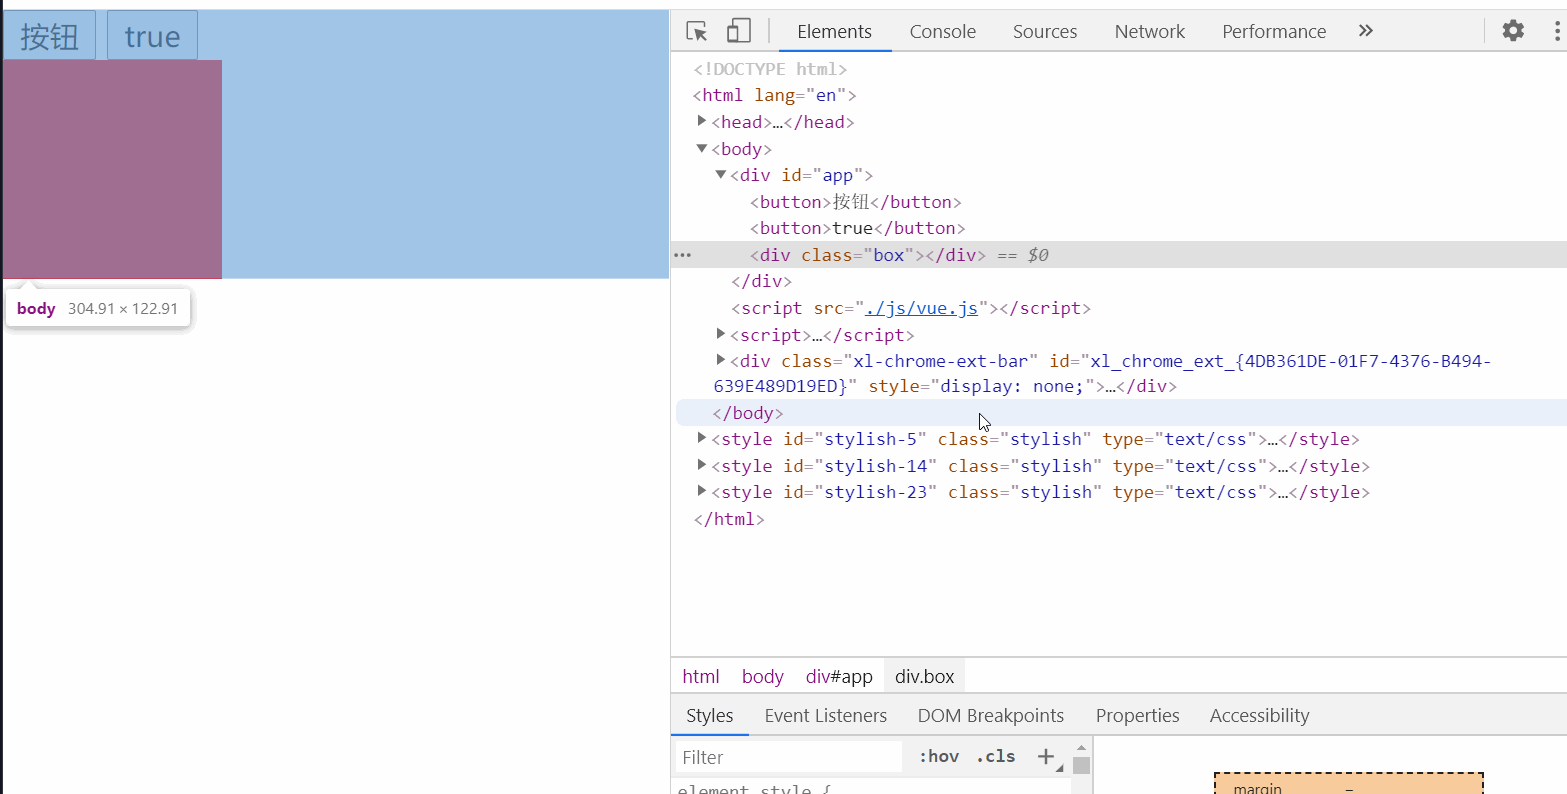 按钮 true
body 304.91 × 122.91
Elements Console Sources Network Performance
<!DOCTYPE html>
<html lang="en">
<head>…</head>
<body>
<div id="app">
<button>按钮</button>
<button>true</button>
<div class="box"></div> == $0
</div>
<script src="./js/vue.js"></script>
<script>…</script>
<div class="xl-chrome-ext-bar" id="xl_chrome_ext_{4DB361DE-01F7-4376-B494-
639E489D19ED}" style="display: none;">…</div>
</body>
<style id="stylish-5" class="stylish" type="text/css">…</style>
<style id="stylish-14" class="stylish" type="text/css">…</style>
<style id="stylish-23" class="stylish" type="text/css">…</style>
</html>
html body div#app div.box
Styles Event Listeners DOM Breakpoints Properties Accessibility
Filter :hov .cls +
element.style {
margin –